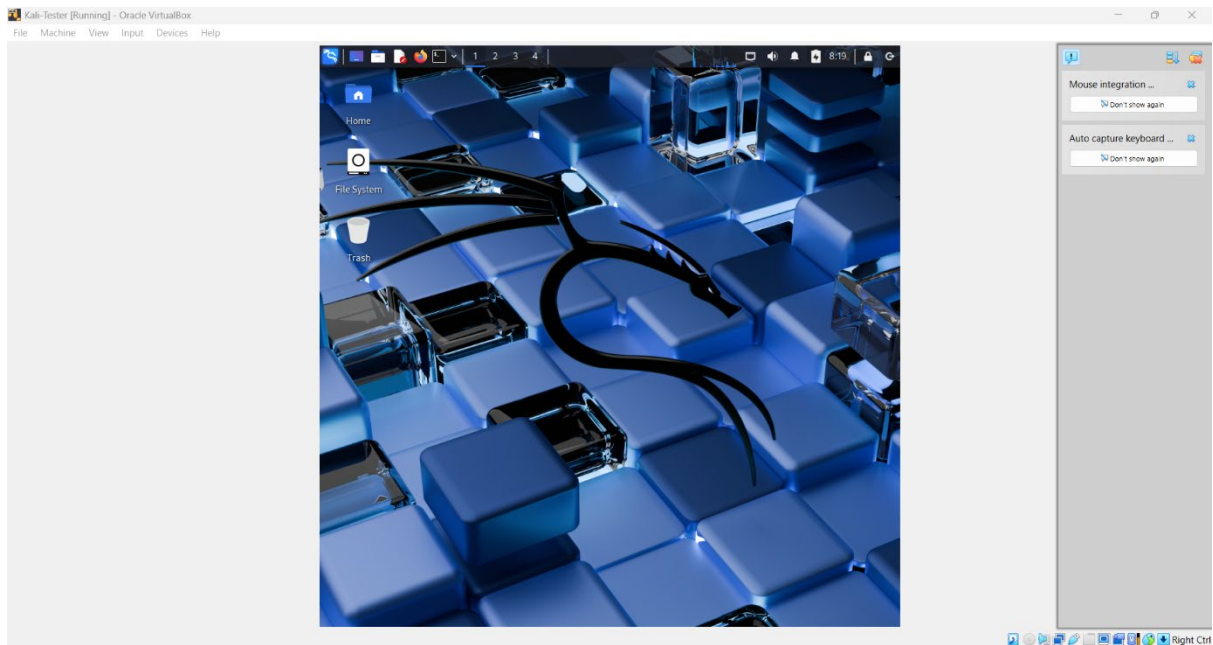 Kali-Tester [Running] - Oracle VirtualBox
File Machine View Input Devices Help
1 2 3 4
8:19
Home
File System
Trash
Mouse integration ...
Don't show again
Auto capture keyboard ...
Don't show again
Right Ctrl